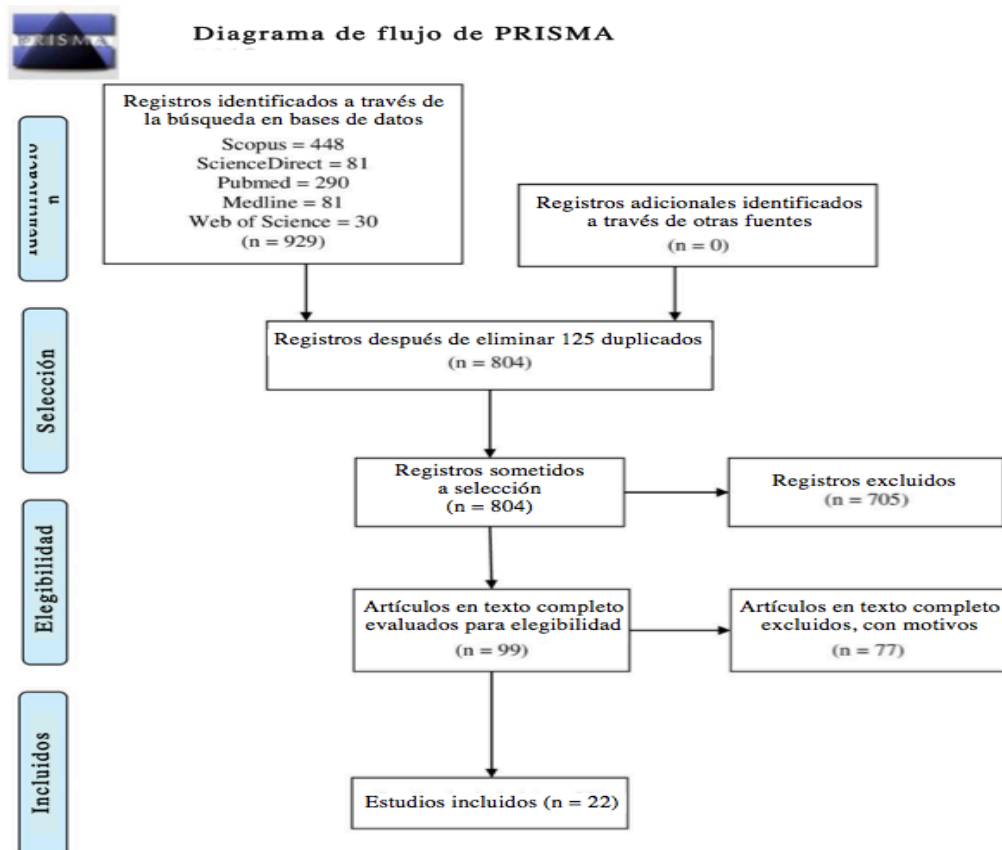 PRISMA
Diagrama de flujo de PRISMA
Registros identificados a través de
la búsqueda en bases de datos
Scopus = 448
ScienceDirect = 81
Pubmed = 290
Medline = 81
Web of Science = 30
(n = 929)
Registros adicionales identificados
a través de otras fuentes
(n = 0)
Registros después de eliminar 125 duplicados
(n = 804)
Selección
Registros sometidos
a selección
(n = 804)
Registros excluidos
(n = 705)
Elegibilidad
Artículos en texto completo
evaluados para elegibilidad
(n = 99)
Artículos en texto completo
excluidos, con motivos
(n = 77)
Incluidos
Estudios incluidos (n = 22)